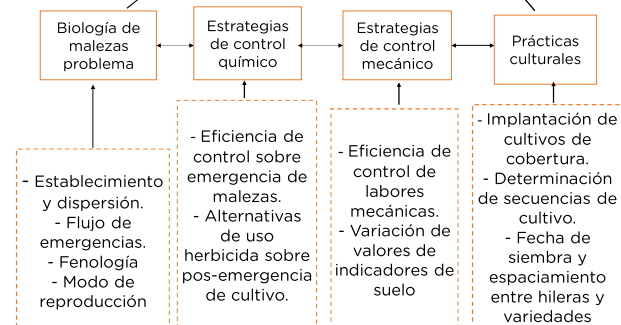 Biología de
malezas
problema
Estrategias
de control
químico
Estrategias
de control
mecánico
Prácticas
culturales
- Establecimiento
y dispersión.
- Flujo de
emergencias.
- Fenología
- Modo de
reproducción
- Eficiencia de
control sobre
emergencia de
malezas.
- Alternativas
de uso
herbicida sobre
pos-emergencia
de cultivo.
- Eficiencia de
control de
labores
mecánicas.
- Variación de
valores de
indicadores de
suelo
- Implantación de
cultivos de
cobertura.
- Determinación
de secuencias de
cultivo.
- Fecha de
siembra y
espaciamiento
entre hileras y
variedades